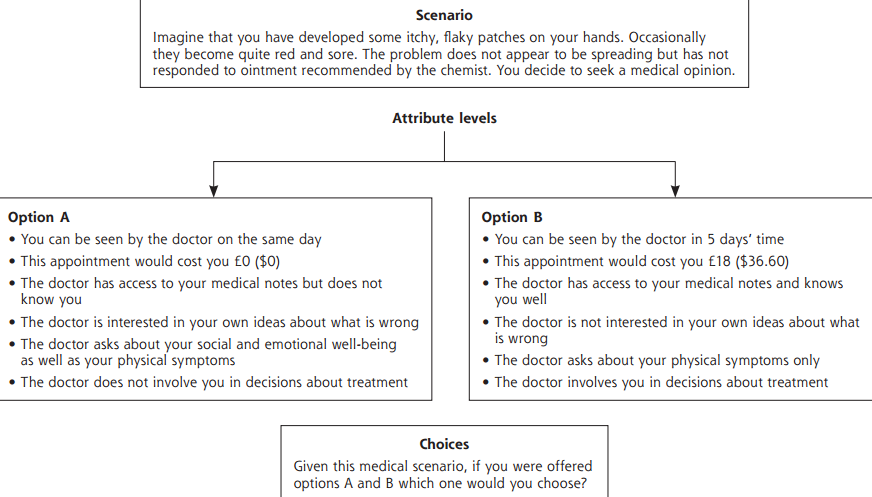 Scenario
Imagine that you have developed some itchy, flaky patches on your hands. Occasionally
they become quite red and sore. The problem does not appear to be spreading but has not
responded to ointment recommended by the chemist. You decide to seek a medical opinion.
Attribute levels
Option A
• You can be seen by the doctor on the same day
• This appointment would cost you £0 ($0)
• The doctor has access to your medical notes but does not
know you
• The doctor is interested in your own ideas about what is wrong
• The doctor asks about your social and emotional well-being
as well as your physical symptoms
• The doctor does not involve you in decisions about treatment
Option B
• You can be seen by the doctor in 5 days’ time
• This appointment would cost you £18 ($36.60)
• The doctor has access to your medical notes and knows
you well
• The doctor is not interested in your own ideas about what
is wrong
• The doctor asks about your physical symptoms only
• The doctor involves you in decisions about treatment
Choices
Given this medical scenario, if you were offered
options A and B which one would you choose?